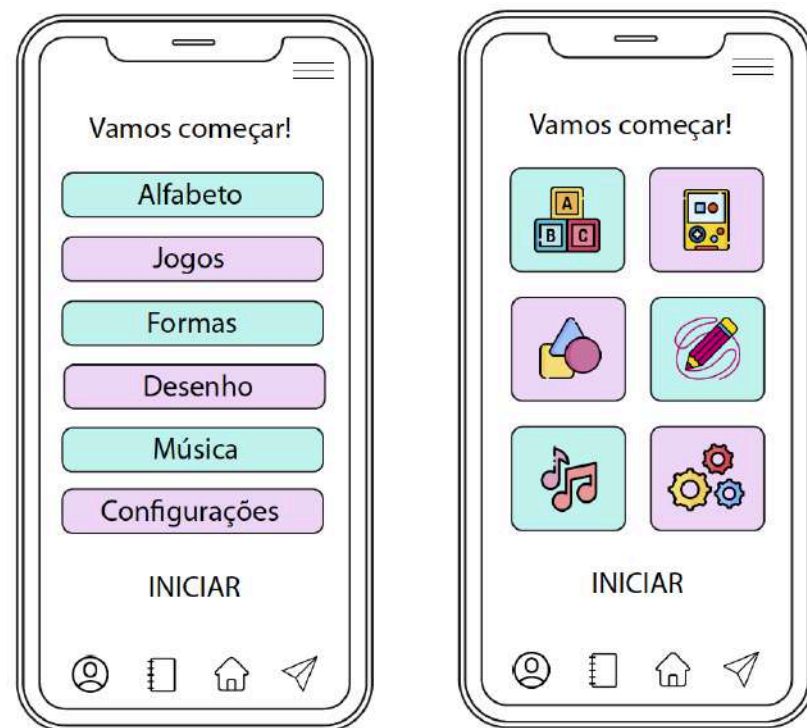 Vamos começar!
Alfabeto
Jogos
Formas
Desenho
Música
Configurações
INICIAR
Vamos começar!
A
B C
INICIAR